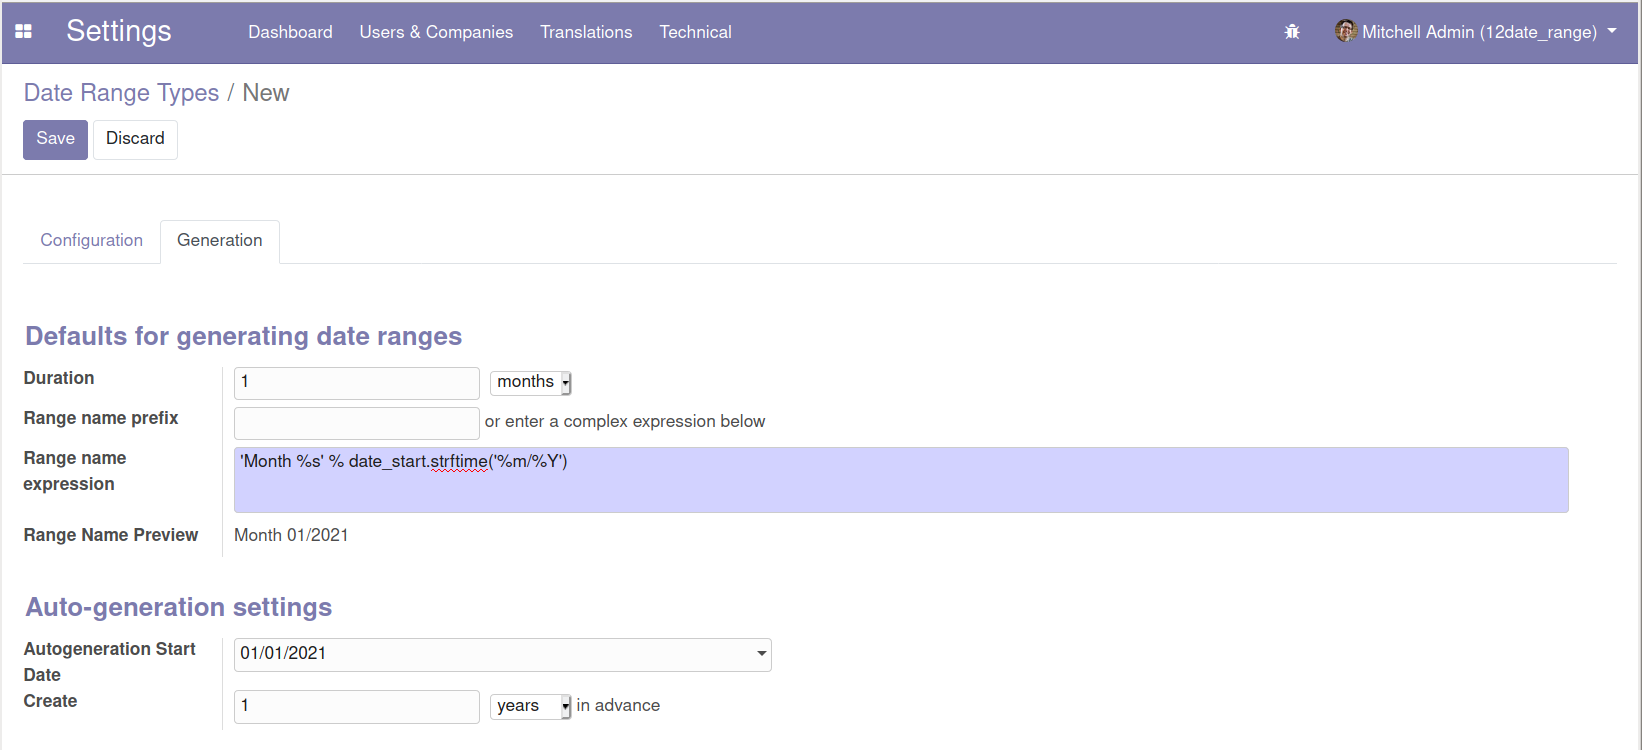 Settings Dashboard Users & Companies Translations Technical Mitchell Admin (12date_range)
Date Range Types / New
Save Discard
Configuration Generation
Defaults for generating date ranges
Duration 1 months
Range name prefix or enter a complex expression below
Range name expression 'Month %s' % date_start.strftime('%m/%Y')
Range Name Preview Month 01/2021
Auto-generation settings
Autogeneration Start Date 01/01/2021
Create 1 years in advance